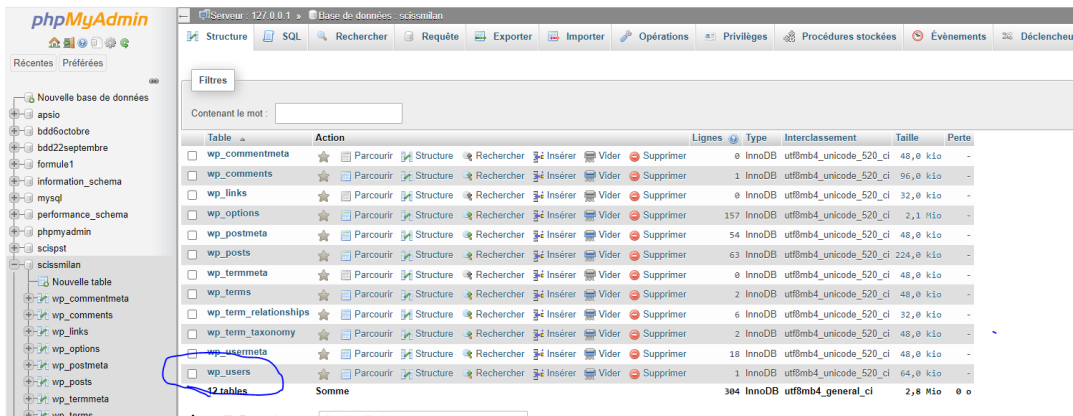 phpMyAdmin
Récentes Préférées
Nouvelle base de données
apsio
bdd6octobre
bdd22septembre
formule1
information_schema
mysql
performance_schema
phpmyadmin
scispst
scissmilan
Nouvelle table
wp_commentmeta
wp_comments
wp_links
wp_options
wp_postmeta
wp_posts
wp_termmeta
wp_terms
Serveur : 127.0.0.1 » Base de données : scissmilan
Structure SQL Rechercher Requête Exporter Importer Opérations Privilèges Procédures stockées Évènements Déclencheu
Filtres
Contenant le mot :
Table Action Lignes Type Interclassement Taille Perte
wp_commentmeta Parcourir Structure Rechercher Insérer Vider Supprimer 0 InnoDB utf8mb4_unicode_520_ci 48,0 kio -
wp_comments Parcourir Structure Rechercher Insérer Vider Supprimer 1 InnoDB utf8mb4_unicode_520_ci 96,0 kio -
wp_links Parcourir Structure Rechercher Insérer Vider Supprimer 0 InnoDB utf8mb4_unicode_520_ci 32,0 kio -
wp_options Parcourir Structure Rechercher Insérer Vider Supprimer 157 InnoDB utf8mb4_unicode_520_ci 2,1 Mio -
wp_postmeta Parcourir Structure Rechercher Insérer Vider Supprimer 54 InnoDB utf8mb4_unicode_520_ci 48,0 kio -
wp_posts Parcourir Structure Rechercher Insérer Vider Supprimer 63 InnoDB utf8mb4_unicode_520_ci 224,0 kio -
wp_termmeta Parcourir Structure Rechercher Insérer Vider Supprimer 0 InnoDB utf8mb4_unicode_520_ci 48,0 kio -
wp_terms Parcourir Structure Rechercher Insérer Vider Supprimer 2 InnoDB utf8mb4_unicode_520_ci 48,0 kio -
wp_term_relationships Parcourir Structure Rechercher Insérer Vider Supprimer 6 InnoDB utf8mb4_unicode_520_ci 32,0 kio -
wp_term_taxonomy Parcourir Structure Rechercher Insérer Vider Supprimer 2 InnoDB utf8mb4_unicode_520_ci 48,0 kio -
wp_usermeta Parcourir Structure Rechercher Insérer Vider Supprimer 18 InnoDB utf8mb4_unicode_520_ci 48,0 kio -
wp_users Parcourir Structure Rechercher Insérer Vider Supprimer 1 InnoDB utf8mb4_unicode_520_ci 64,0 kio -
12 tables Somme 304 InnoDB utf8mb4_general_ci 2,8 Mio 0 o